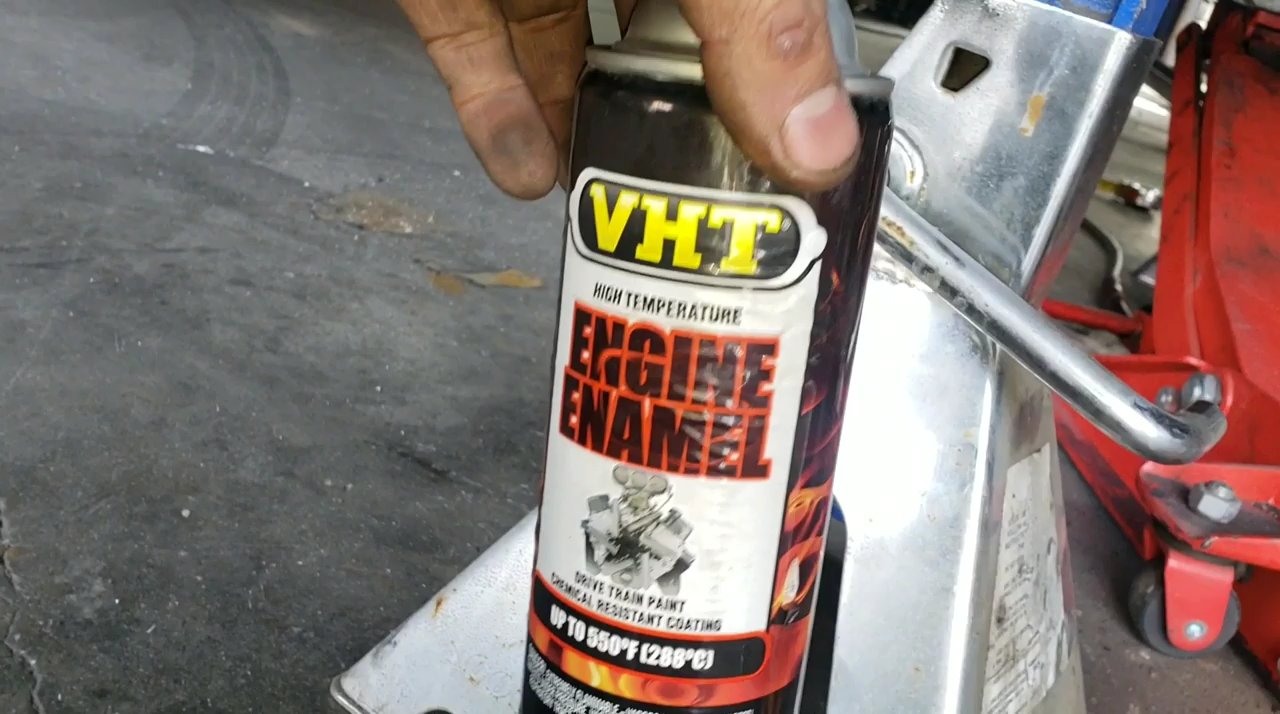 VHT
HIGH TEMPERATURE
ENGINE
ENAMEL
DRIVE TRAIN PAINT
CHEMICAL RESISTANT COATING
UP TO 550°F (288°C)